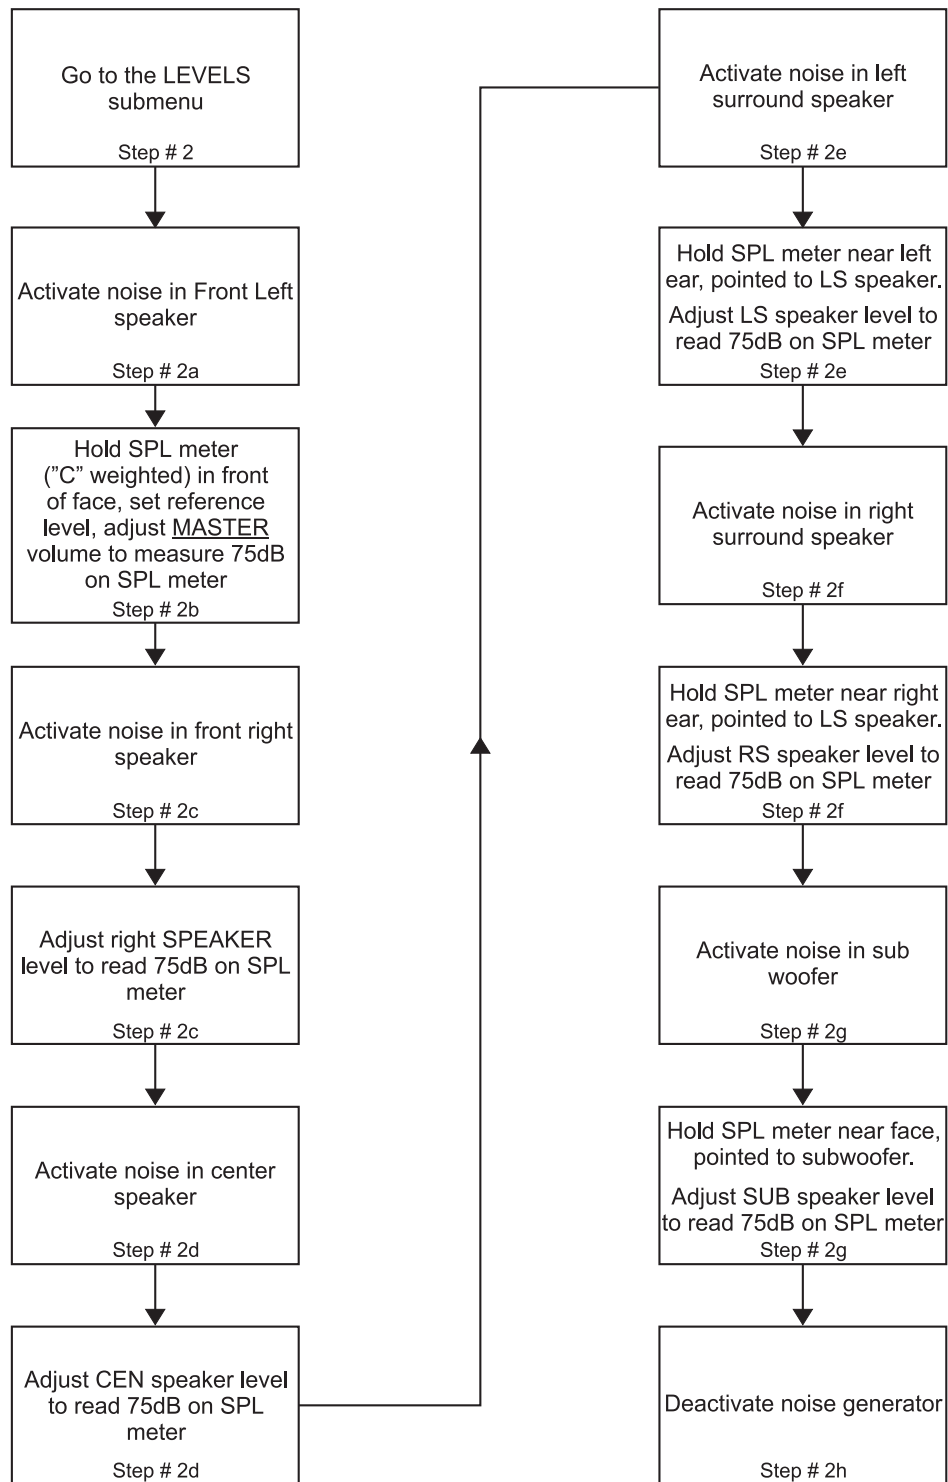 Go to the LEVELS
submenu
Step # 2
Activate noise in Front Left
speaker
Step # 2a
Hold SPL meter
(”C” weighted) in front
of face, set reference
level, adjust MASTER
volume to measure 75dB
on SPL meter
Step # 2b
Activate noise in front right
speaker
Step # 2c
Adjust right SPEAKER
level to read 75dB on SPL
meter
Step # 2c
Activate noise in center
speaker
Step # 2d
Adjust CEN speaker level
to read 75dB on SPL
meter
Step # 2d
Activate noise in left
surround speaker
Step # 2e
Hold SPL meter near left
ear, pointed to LS speaker.
Adjust LS speaker level to
read 75dB on SPL meter
Step # 2e
Activate noise in right
surround speaker
Step # 2f
Hold SPL meter near right
ear, pointed to LS speaker.
Adjust RS speaker level to
read 75dB on SPL meter
Step # 2f
Activate noise in sub
woofer
Step # 2g
Hold SPL meter near face,
pointed to subwoofer.
Adjust SUB speaker level
to read 75dB on SPL meter
Step # 2g
Deactivate noise generator
Step # 2h